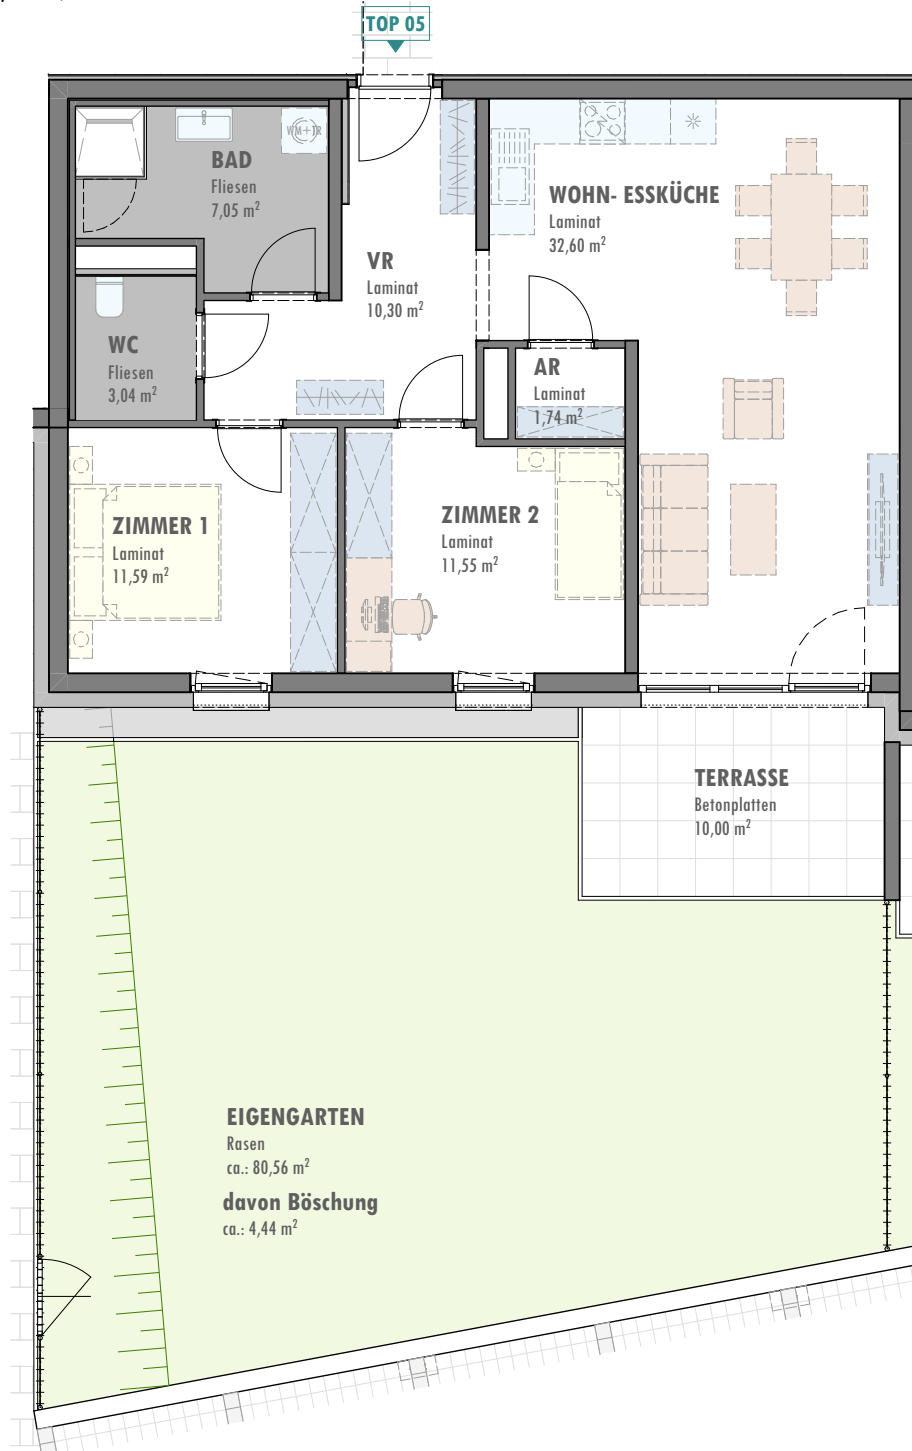 TOP 05
WM+TR
BAD
Fliesen
7,05 m²
WOHN- ESSKÜCHE
Laminat
32,60 m²
VR
Laminat
10,30 m²
WC
Fliesen
3,04 m²
AR
Laminat
1,74 m²
ZIMMER 1
Laminat
11,59 m²
ZIMMER 2
Laminat
11,55 m²
TERRASSE
Betonplatten
10,00 m²
EIGENGARTEN
Rasen
ca.: 80,56 m²
davon Böschung
ca.: 4,44 m²